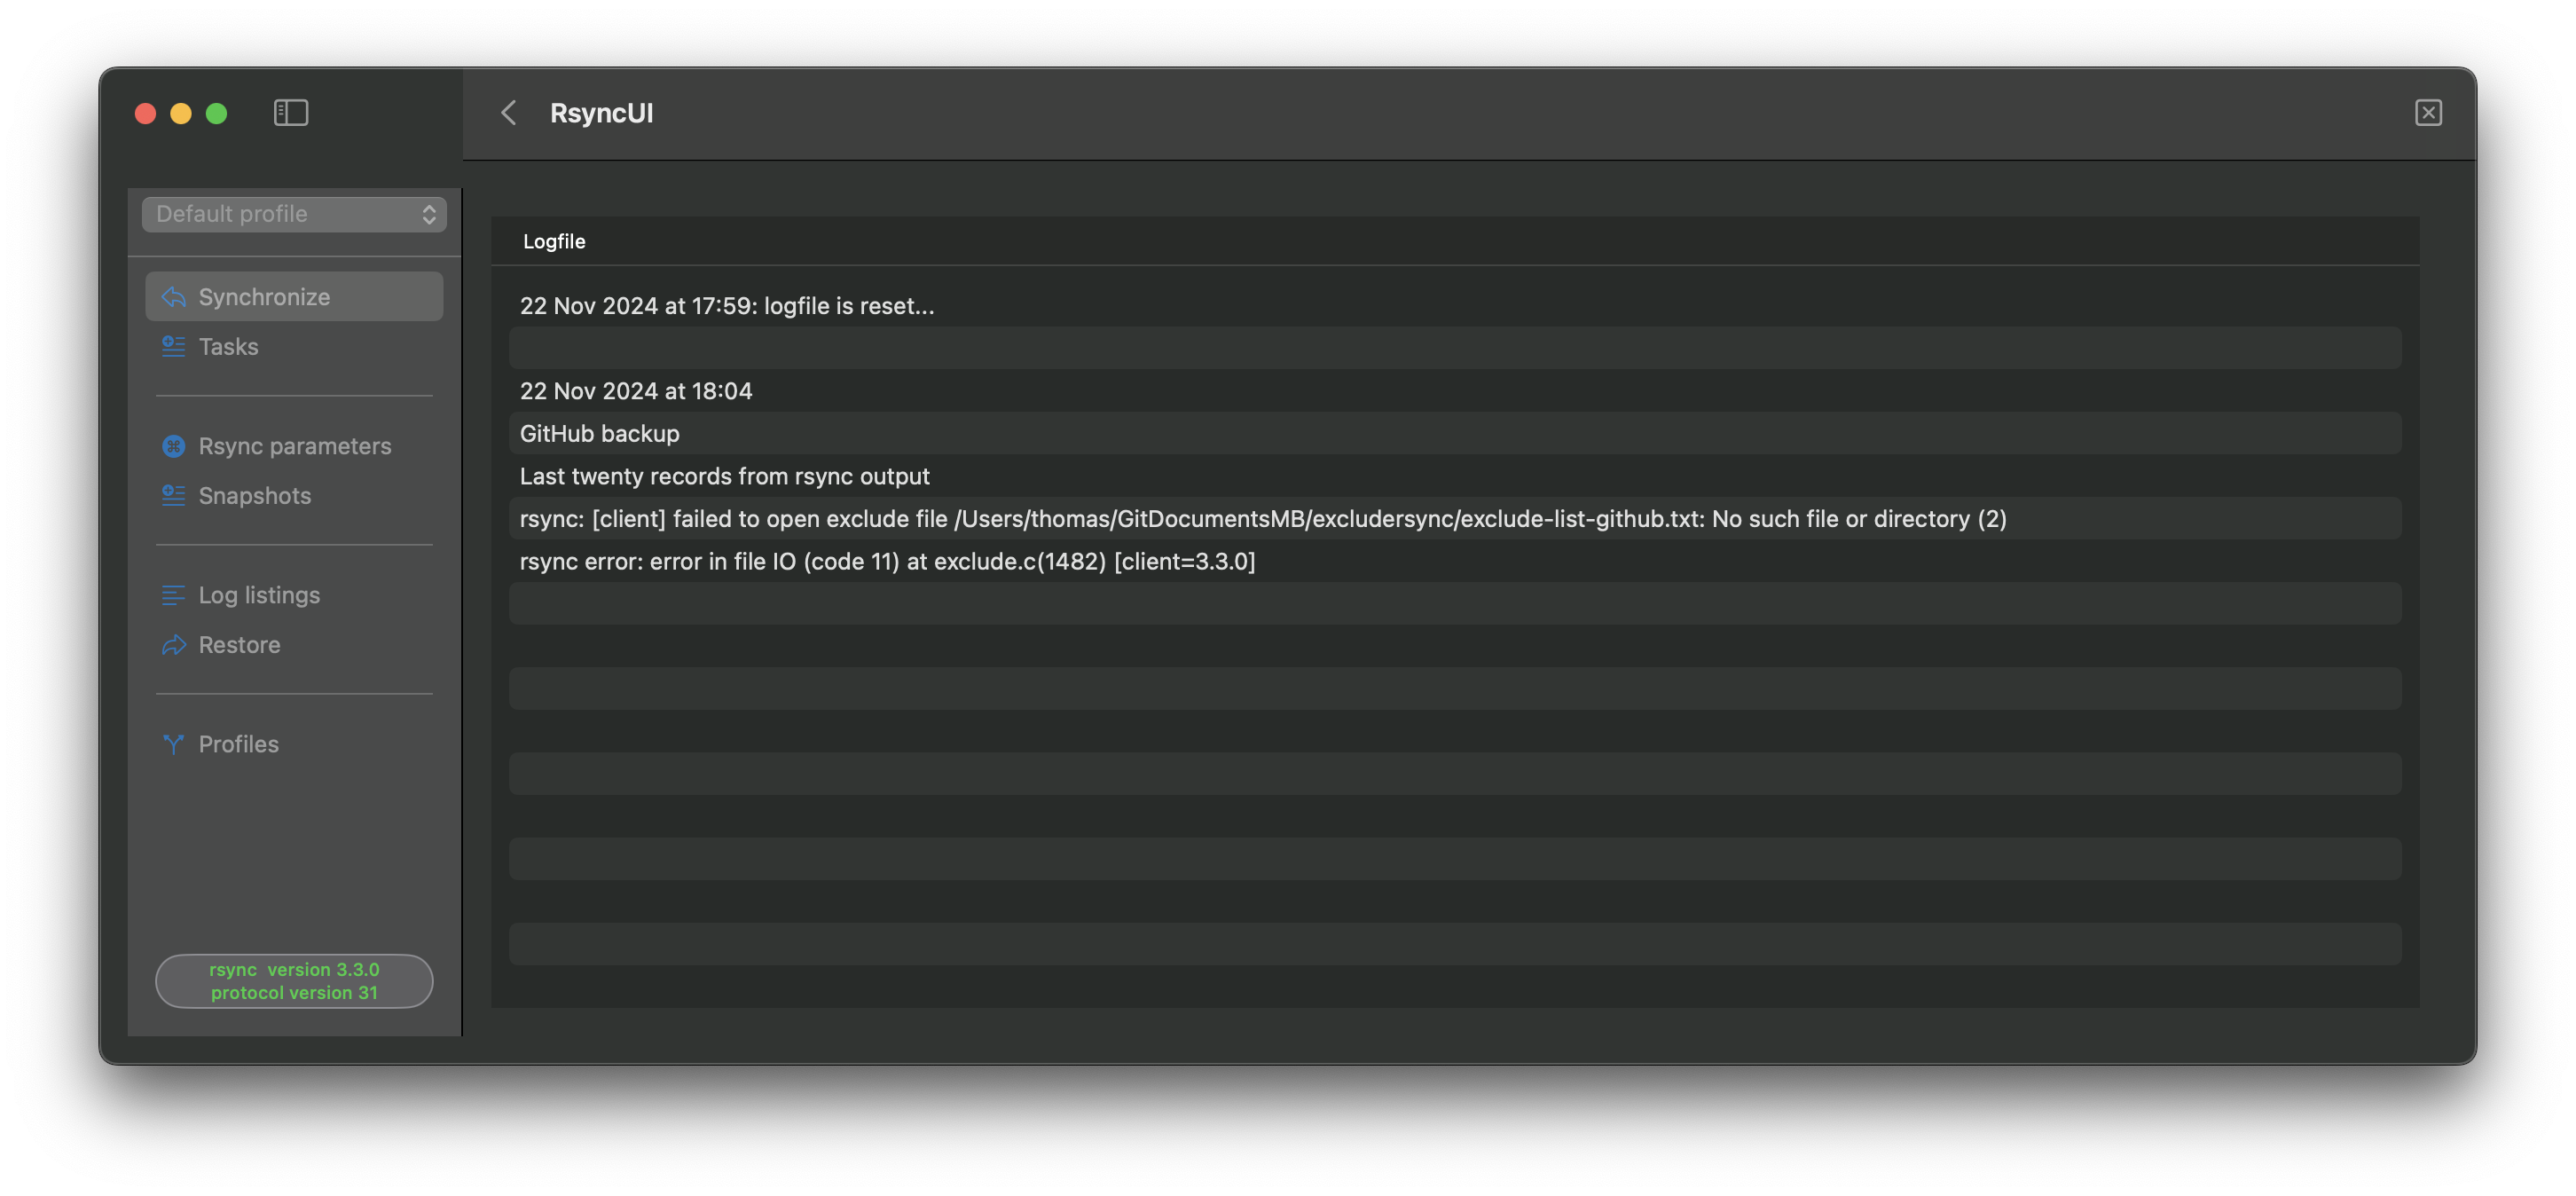 RsyncUI
Default profile
Synchronize
Tasks
Rsync parameters
Snapshots
Log listings
Restore
Profiles
rsync  version 3.3.0
protocol version 31
Logfile
22 Nov 2024 at 17:59: logfile is reset...
22 Nov 2024 at 18:04
GitHub backup
Last twenty records from rsync output
rsync: [client] failed to open exclude file /Users/thomas/GitDocumentsMB/excludersync/exclude-list-github.txt: No such file or directory (2)
rsync error: error in file IO (code 11) at exclude.c(1482) [client=3.3.0]